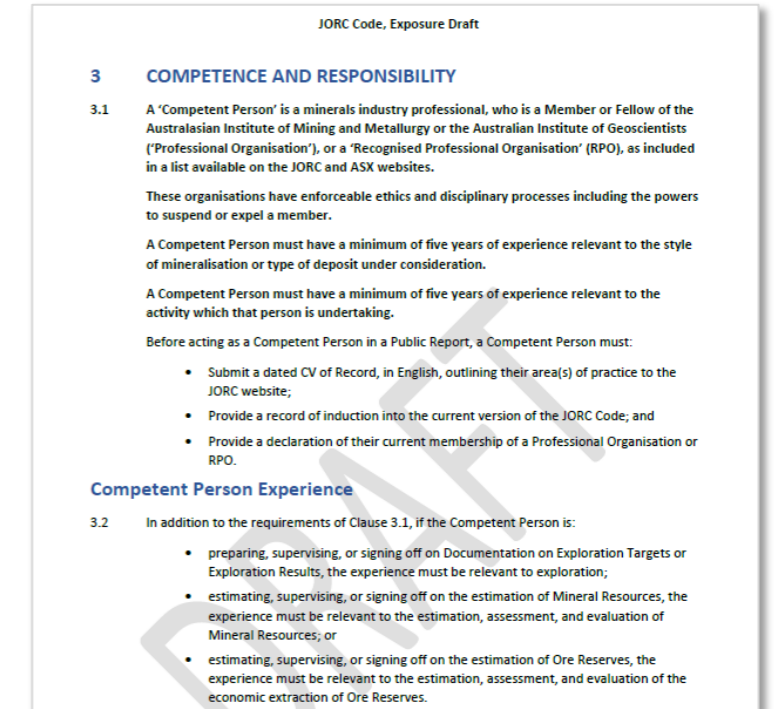 JORC Code, Exposure Draft
3 COMPETENCE AND RESPONSIBILITY
3.1 A ‘Competent Person’ is a minerals industry professional, who is a Member or Fellow of the
Australasian Institute of Mining and Metallurgy or the Australian Institute of Geoscientists
(‘Professional Organisation’), or a ‘Recognised Professional Organisation’ (RPO), as included
in a list available on the JORC and ASX websites.
These organisations have enforceable ethics and disciplinary processes including the powers
to suspend or expel a member.
A Competent Person must have a minimum of five years of experience relevant to the style
of mineralisation or type of deposit under consideration.
A Competent Person must have a minimum of five years of experience relevant to the
activity which that person is undertaking.
Before acting as a Competent Person in a Public Report, a Competent Person must:
• Submit a dated CV of Record, in English, outlining their area(s) of practice to the
JORC website;
• Provide a record of induction into the current version of the JORC Code; and
• Provide a declaration of their current membership of a Professional Organisation or
RPO.
Competent Person Experience
3.2 In addition to the requirements of Clause 3.1, if the Competent Person is:
• preparing, supervising, or signing off on Documentation on Exploration Targets or
Exploration Results, the experience must be relevant to exploration;
• estimating, supervising, or signing off on the estimation of Mineral Resources, the
experience must be relevant to the estimation, assessment, and evaluation of
Mineral Resources; or
• estimating, supervising, or signing off on the estimation of Ore Reserves, the
experience must be relevant to the estimation, assessment, and evaluation of the
economic extraction of Ore Reserves.
DRAFT